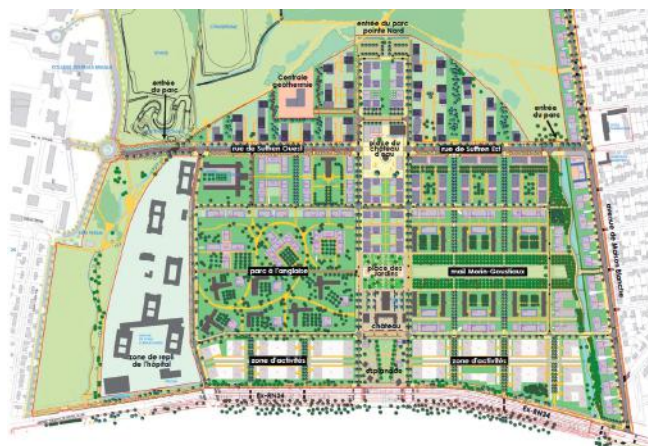 entrée du parc
pointe Nord
Centrale
géothermie
entrée
du parc
entrée
du parc
rue de Suffren Ouest
place du
château
d'eau
rue de Suffren Est
avenue de Maison Blanche
parc à l'anglaise
place des
Jardins
mail Morin-Goustiaux
château
zone de repli
de l'hôpital
zone d'activités
zone d'activités
esplanade
Ex-RN34
Ex-RN34